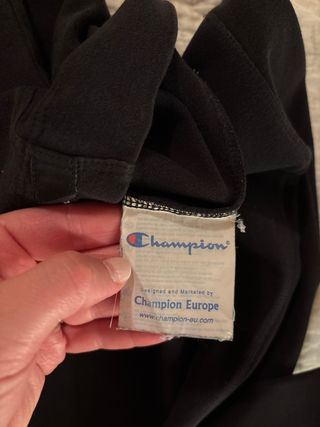 Champion®
Designed and Marketed by
Champion Europe
www.champion-eu.com